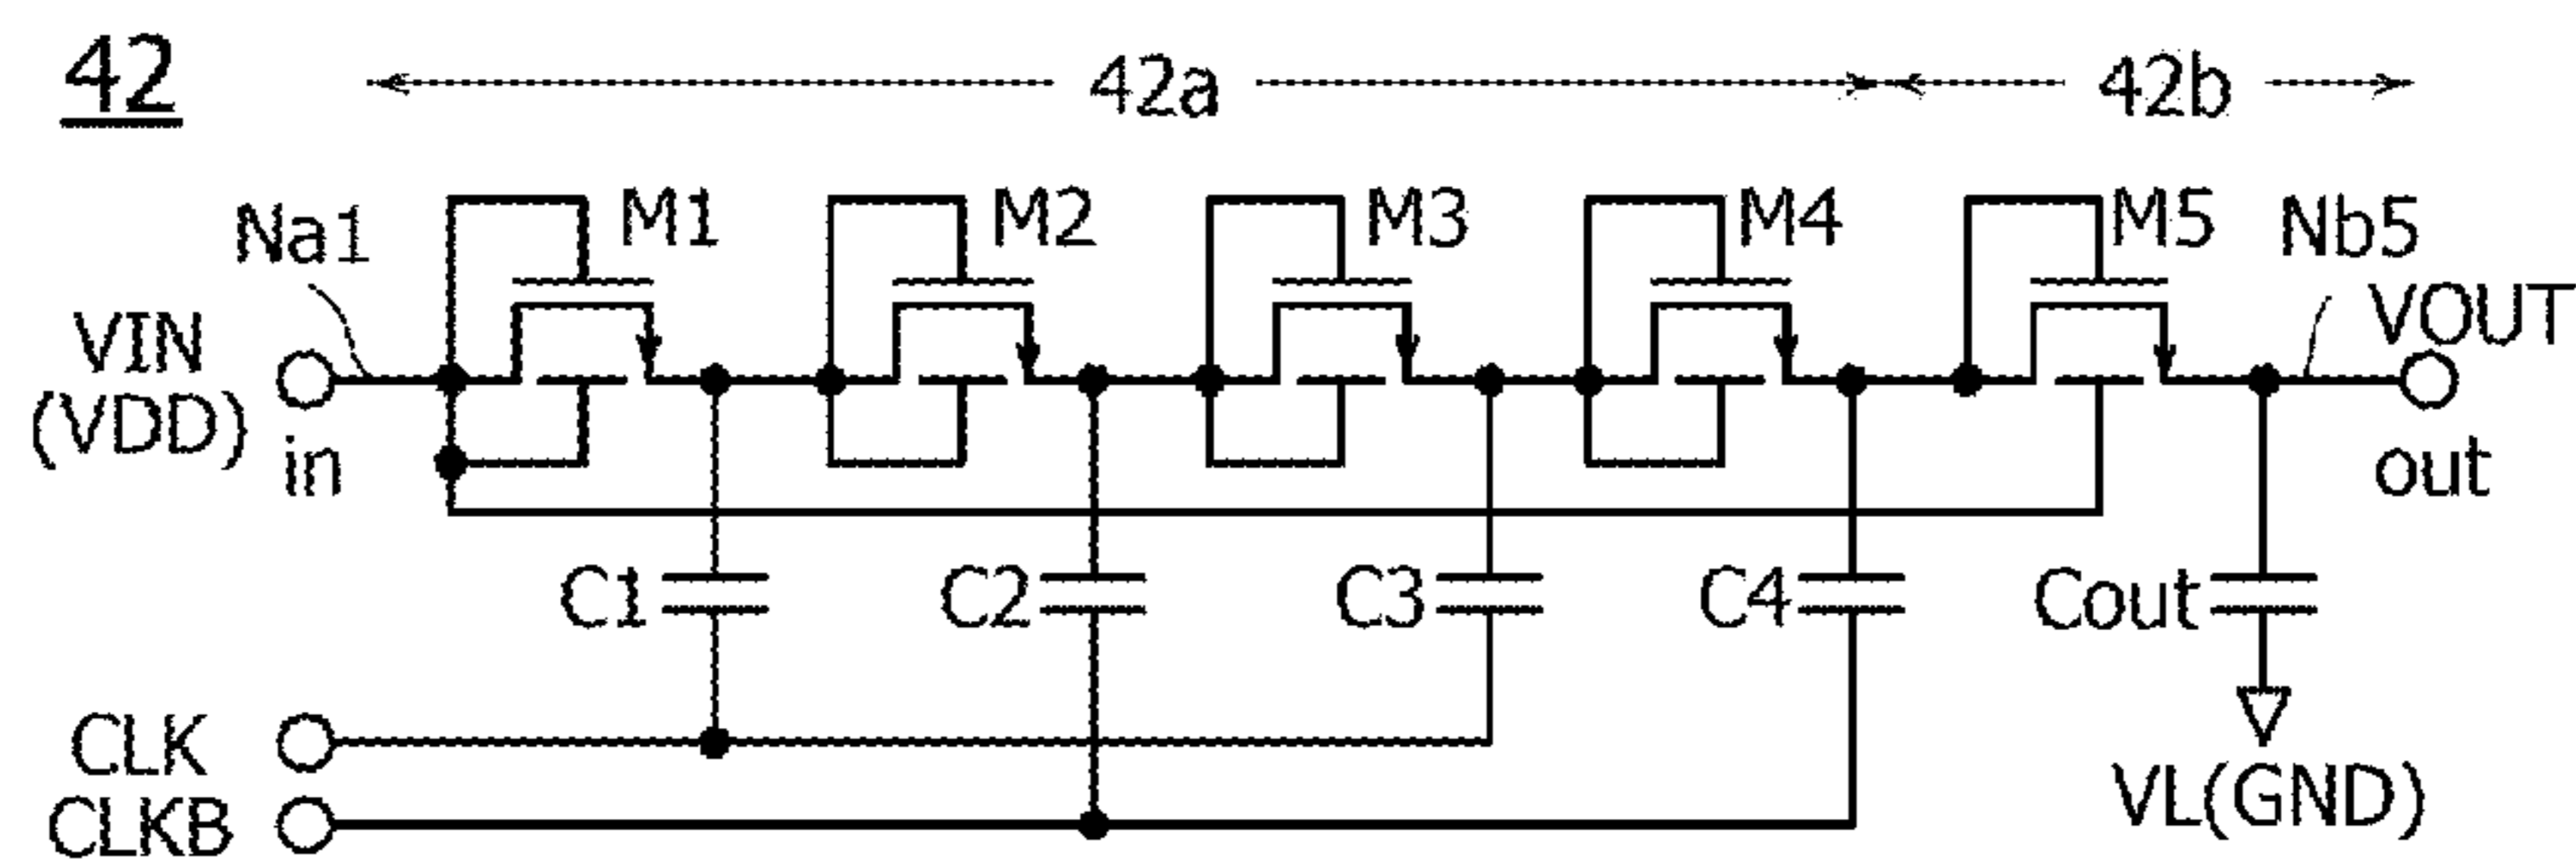 42
42a
42b
Na1
M1
M2
M3
M4
M5
Nb5
VIN
(VDD)
in
VOUT
out
C1
C2
C3
C4
Cout
CLK
CLKB
VL(GND)